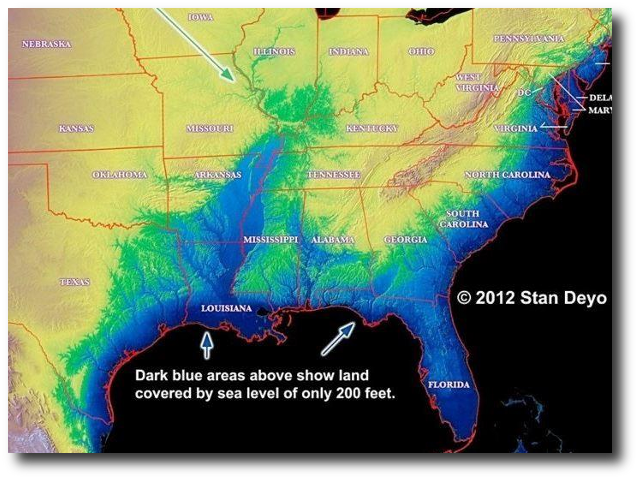 IOWA
NEBRASKA
PENNSYLVANIA
ILLINOIS
INDIANA
OHIO
WEST
VIRGINIA
DC
DELA
MARY
KANSAS
MISSOURI
KENTUCKY
VIRGINIA
OKLAHOMA
ARKANSAS
TENNESSEE
NORTH CAROLINA
SOUTH
CAROLINA
MISSISSIPPI
ALABAMA
GEORGIA
TEXAS
LOUISIANA
© 2012 Stan Deyo
Dark blue areas above show land
covered by sea level of only 200 feet.
FLORIDA